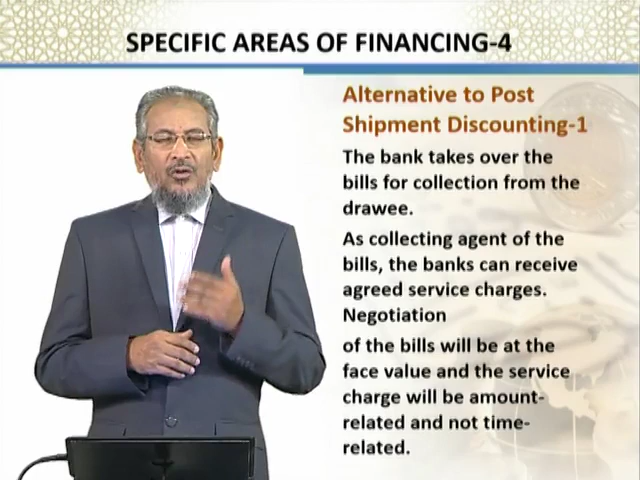 SPECIFIC AREAS OF FINANCING-4
Alternative to Post
Shipment Discounting-1
The bank takes over the
bills for collection from the
drawee.
As collecting agent of the
bills, the banks can receive
agreed service charges.
Negotiation
of the bills will be at the
face value and the service
charge will be amount-
related and not time-
related.